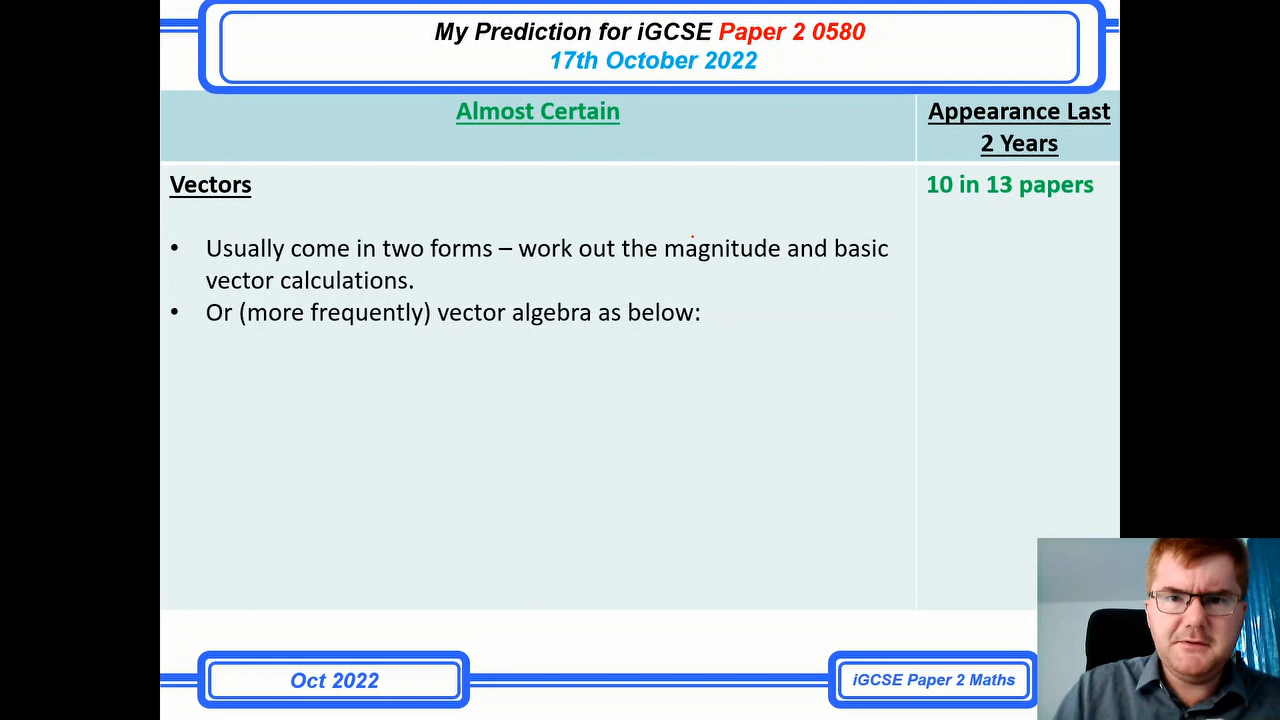 My Prediction for iGCSE Paper 2 0580
17th October 2022
Almost Certain
Appearance Last
2 Years
Vectors
10 in 13 papers
• Usually come in two forms – work out the magnitude and basic
vector calculations.
• Or (more frequently) vector algebra as below:
Oct 2022
iGCSE Paper 2 Maths